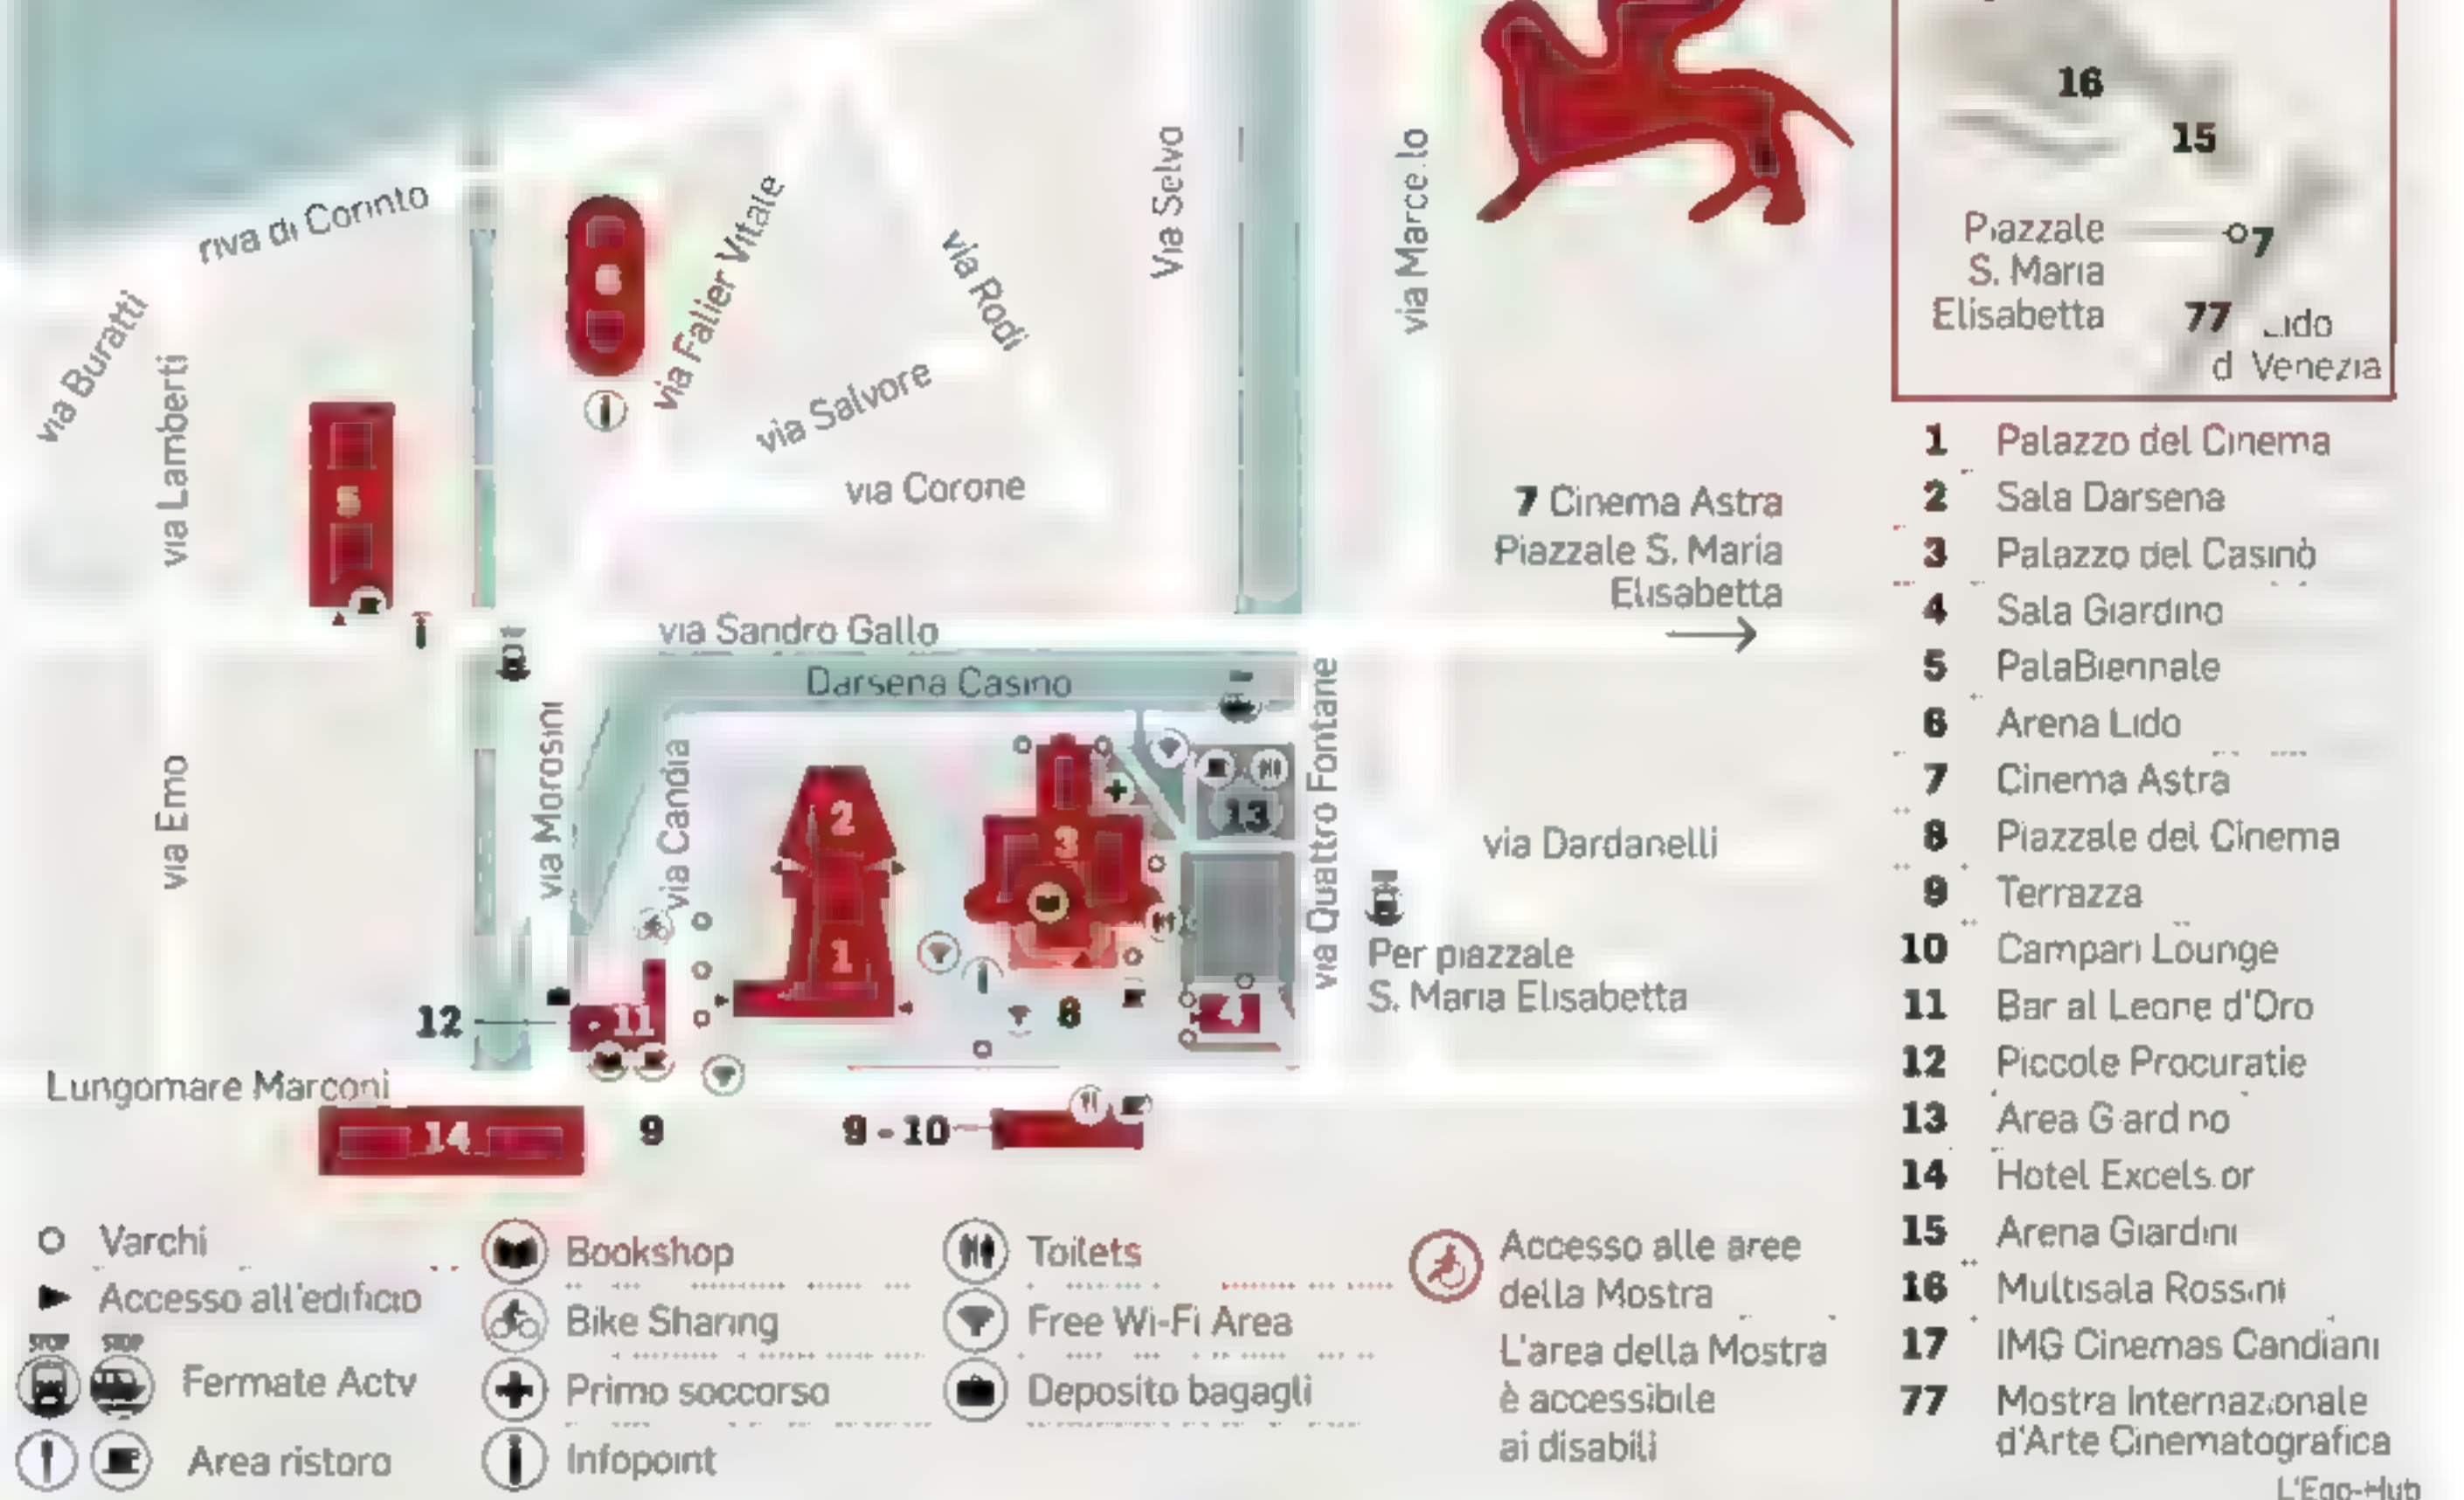 16
15
Piazzale
S. Maria
Elisabetta
7
77
Lido
di Venezia
riva di Corinto
via Buratti
via Lamberti
via Falier Vitale
via Rodi
Via Selvo
via Marcello
via Salvore
via Corone
5
6
7 Cinema Astra
Piazzale S. Maria
Elisabetta
via Sandro Gallo
Darsena Casino
via Emo
via Morosini
via Candia
via Quattro Fontane
via Dardanelli
2
3
13
1
8
4
12
11
Per piazzale
S. Maria Elisabetta
Lungomare Marconi
14
9
9 - 10
1 Palazzo del Cinema
2 Sala Darsena
3 Palazzo del Casinò
4 Sala Giardino
5 PalaBiennale
6 Arena Lido
7 Cinema Astra
8 Piazzale del Cinema
9 Terrazza
10 Campari Lounge
11 Bar al Leone d'Oro
12 Piccole Procuratie
13 Area Giardino
14 Hotel Excelsior
15 Arena Giardini
16 Multisala Rossini
17 IMG Cinemas Candiani
77 Mostra Internazionale
d'Arte Cinematografica
Varchi
Accesso all'edificio
STOP STOP
Fermate Actv
Area ristoro
Bookshop
Bike Sharing
Primo soccorso
Infopoint
Toilets
Free Wi-Fi Area
Deposito bagagli
Accesso alle aree
della Mostra
L'area della Mostra
è accessibile
ai disabili
L'Ego-Hub